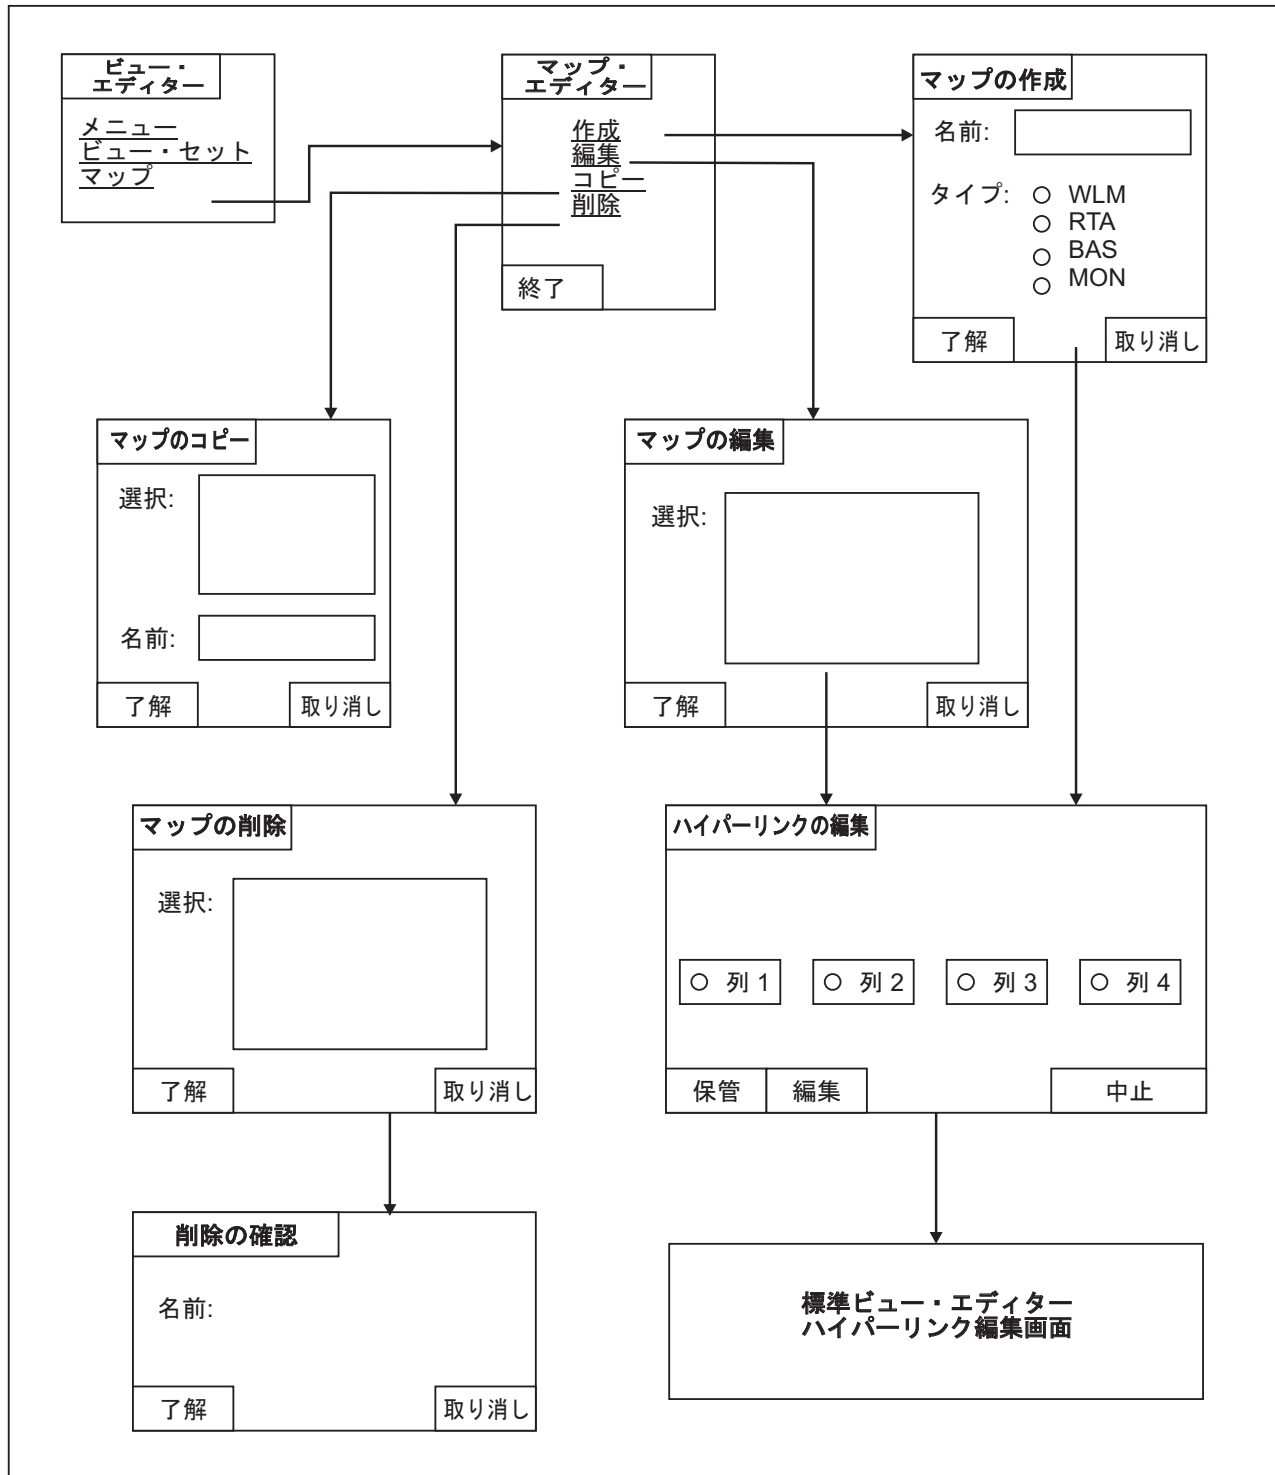 ビュー・
エディター
メニュー
ビュー・セット
マップ
マップ・
エディター
作成
編集
コピー
削除
終了
マップの作成
名前:
タイプ:
WLM
RTA
BAS
MON
了解
取り消し
マップのコピー
選択:
名前:
了解
取り消し
マップの編集
選択:
了解
取り消し
マップの削除
選択:
了解
取り消し
ハイパーリンクの編集
列 1
列 2
列 3
列 4
保管
編集
中止
削除の確認
名前:
了解
取り消し
標準ビュー・エディター
ハイパーリンク編集画面